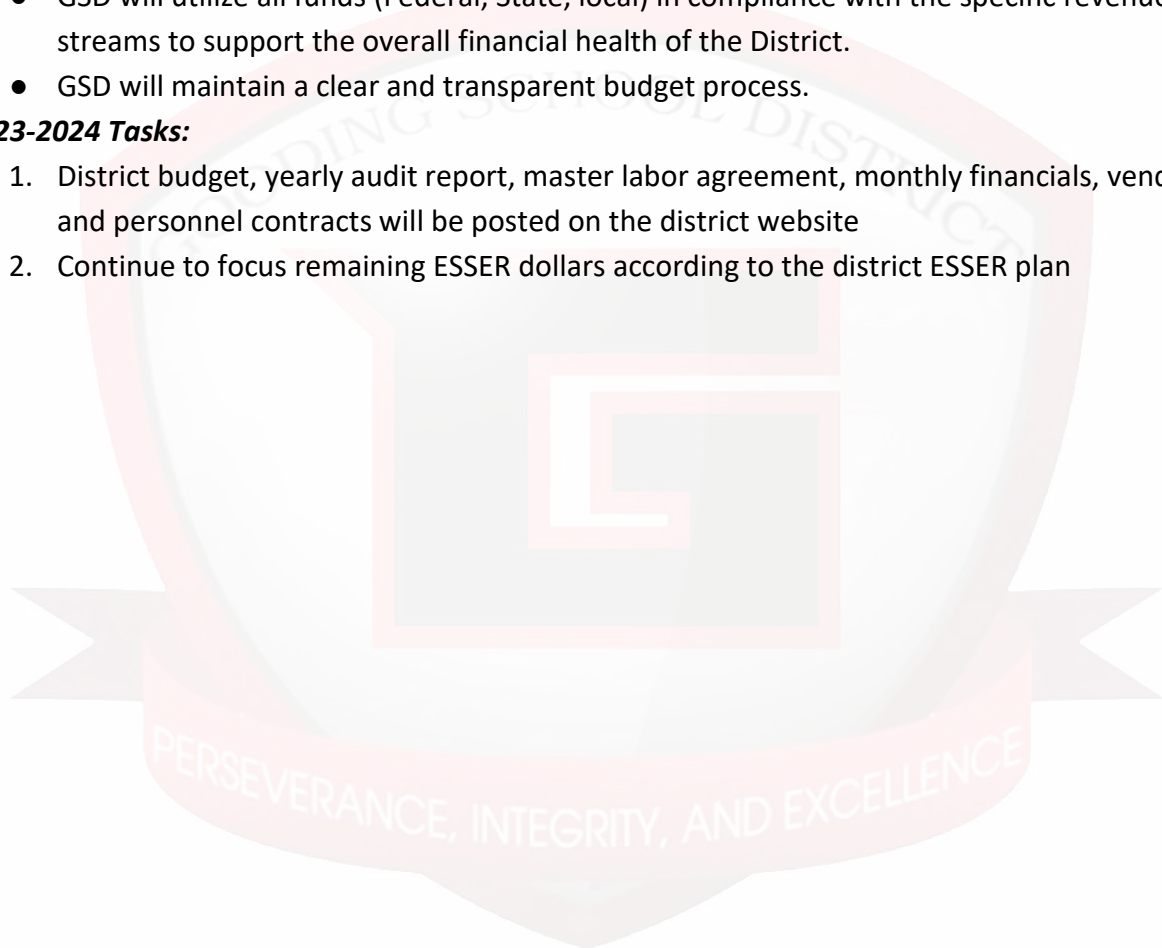 ● GSD will utilize all funds (Federal, State, local) in compliance with the specific revenue
streams to support the overall financial health of the District.
● GSD will maintain a clear and transparent budget process.
23-2024 Tasks:
1. District budget, yearly audit report, master labor agreement, monthly financials,
and personnel contracts will be posted on the district website
2. Continue to focus remaining ESSER dollars according to the district ESSER plan
GOODING SCHOOL DISTRICT
G
PERSEVERANCE, INTEGRITY, AND EXCELLENCE